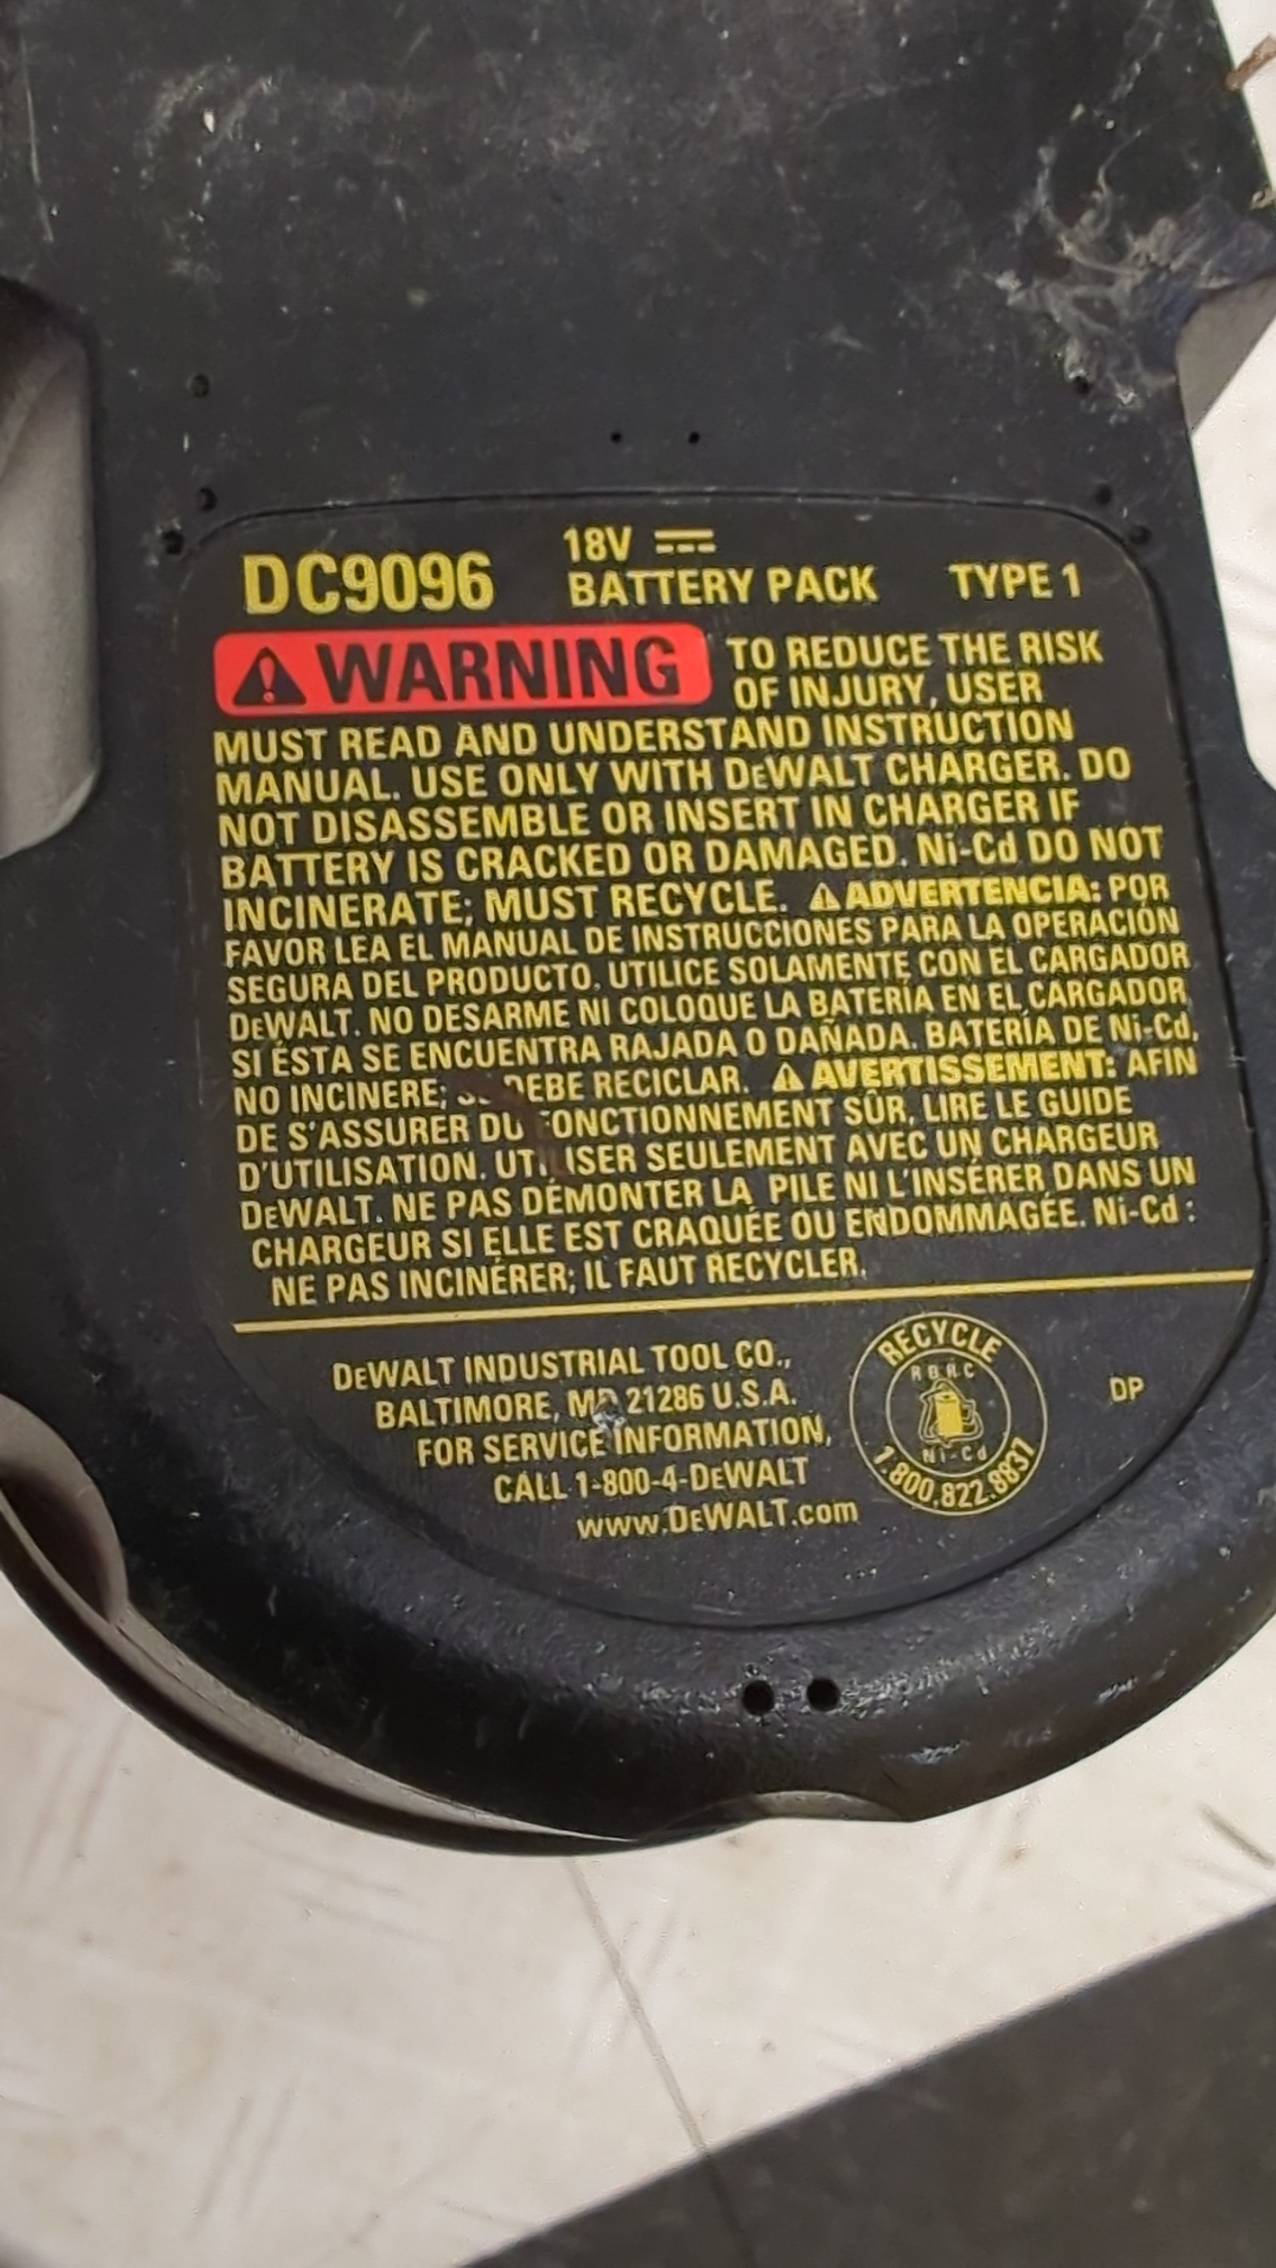 DC9096 18V BATTERY PACK TYPE 1
WARNING TO REDUCE THE RISK
OF INJURY, USER
MUST READ AND UNDERSTAND INSTRUCTION
MANUAL. USE ONLY WITH DEWALT CHARGER. DO
NOT DISASSEMBLE OR INSERT IN CHARGER IF
BATTERY IS CRACKED OR DAMAGED. Ni-Cd DO NOT
INCINERATE; MUST RECYCLE. ADVERTENCIA: POR
FAVOR LEA EL MANUAL DE INSTRUCCIONES PARA LA OPERACIÓN
SEGURA DEL PRODUCTO. UTILICE SOLAMENTE CON EL CARGADOR
DEWALT. NO DESARME NI COLOQUE LA BATERÍA EN EL CARGADOR,
SI ÉSTA SE ENCUENTRA RAJADA O DAÑADA. BATERÍA DE Ni-Cd,
NO INCINERE; DEBE RECICLAR. AVERTISSEMENT: AFIN
DE S'ASSURER DU FONCTIONNEMENT SÛR, LIRE LE GUIDE
D'UTILISATION. UTILISER SEULEMENT AVEC UN CHARGEUR
DEWALT. NE PAS DÉMONTER LA PILE NI L'INSÉRER DANS UN
CHARGEUR SI ELLE EST CRAQUÉE OU ENDOMMAGÉE. Ni-Cd :
NE PAS INCINÉRER; IL FAUT RECYCLER.
DEWALT INDUSTRIAL TOOL CO.,
BALTIMORE, MD 21286 U.S.A.
FOR SERVICE INFORMATION,
CALL 1-800-4-DEWALT
www.DEWALT.com
RECYCLE
RBRC
Ni-Cd
1.800.822.8837
DP